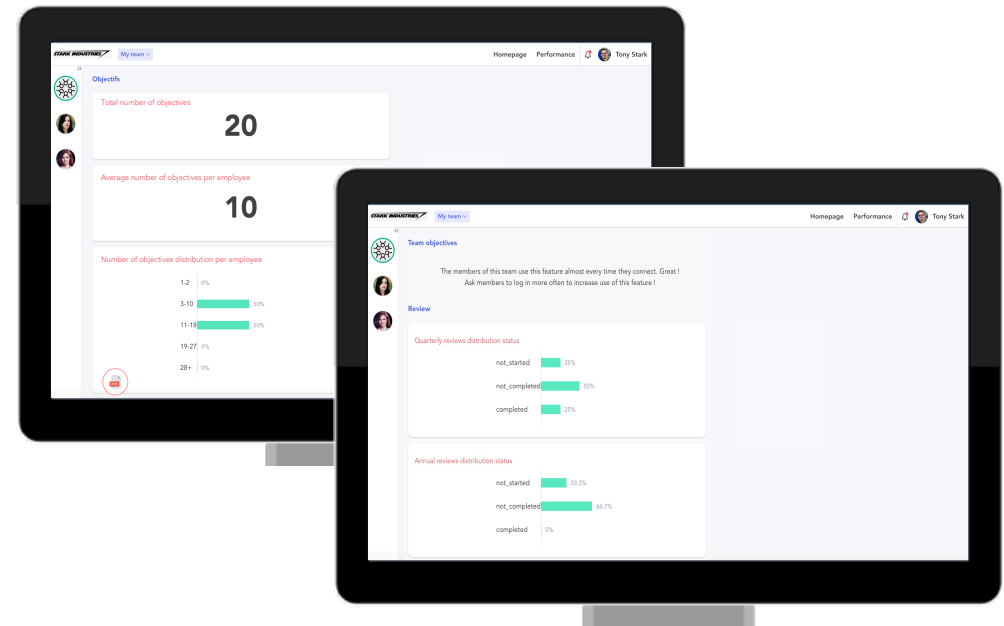 STARK INDUSTRIES
My team
Homepage Performance Tony Stark
Objectifs
Total number of objectives
20
Average number of objectives per employee
10
Number of objectives distribution per employee
1-2 0%
3-10 50%
11-18 50%
19-27 0%
28+ 0%
PDF
STARK INDUSTRIES
My team
Homepage Performance Tony Stark
Team objectives
The members of this team use this feature almost every time they connect. Great !
Ask members to log in more often to increase use of this feature !
Review
Quarterly reviews distribution status
not_started 25%
not_completed 50%
completed 25%
Annual reviews distribution status
not_started 33.3%
not_completed 66.7%
completed 0%